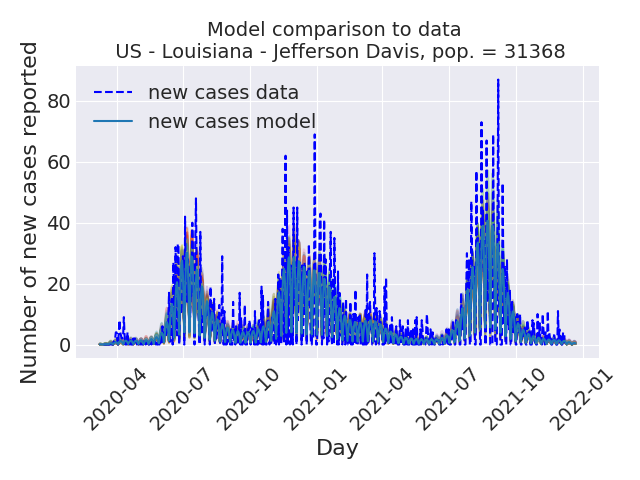 Model comparison to data
US - Louisiana - Jefferson Davis, pop. = 31368
Number of new cases reported
80
60
40
20
0
new cases data
new cases model
2020-04
2020-07
2020-10
2021-01
2021-04
2021-07
2021-10
2022-01
Day